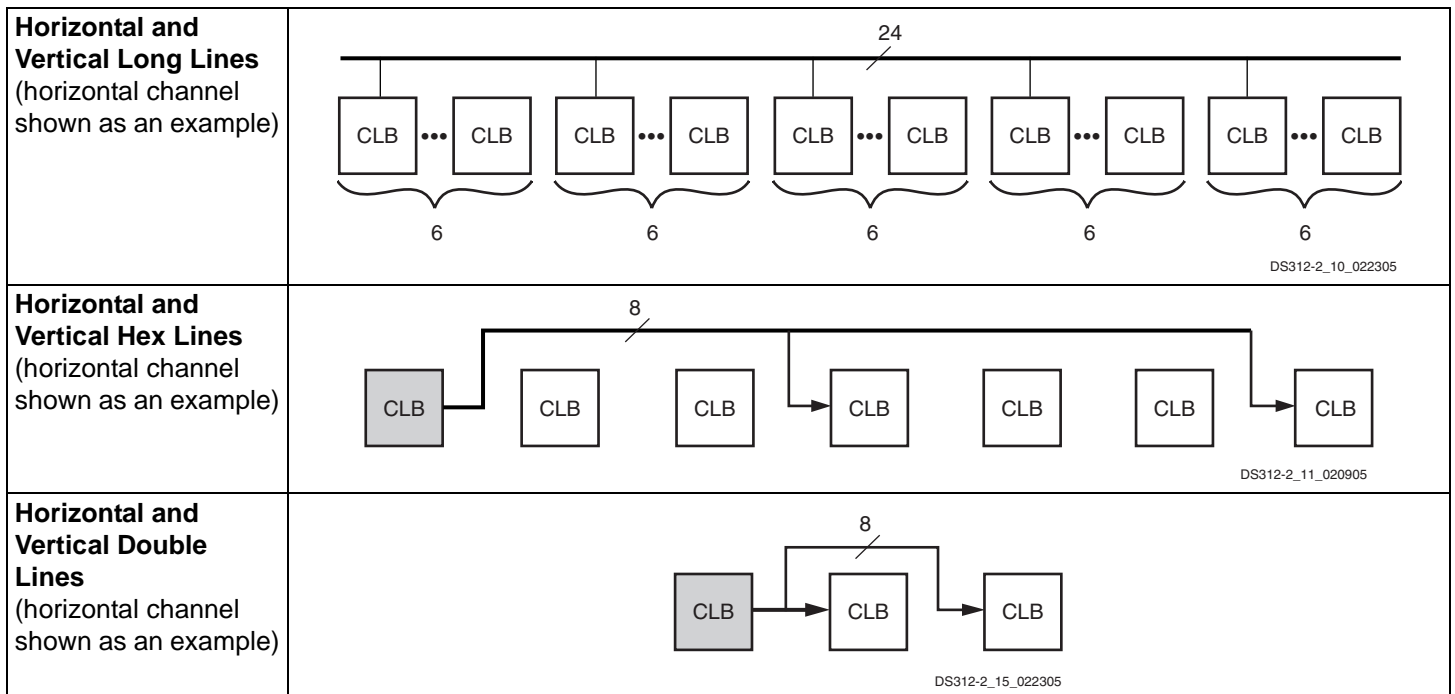 Horizontal and
Vertical Long Lines
(horizontal channel
shown as an example)
24
CLB ••• CLB CLB ••• CLB CLB ••• CLB CLB ••• CLB CLB ••• CLB
6 6 6 6 6
DS312-2_10_022305
Horizontal and
Vertical Hex Lines
(horizontal channel
shown as an example)
8
CLB CLB CLB CLB CLB CLB CLB
DS312-2_11_020905
Horizontal and
Vertical Double
Lines
(horizontal channel
shown as an example)
8
CLB CLB CLB
DS312-2_15_022305